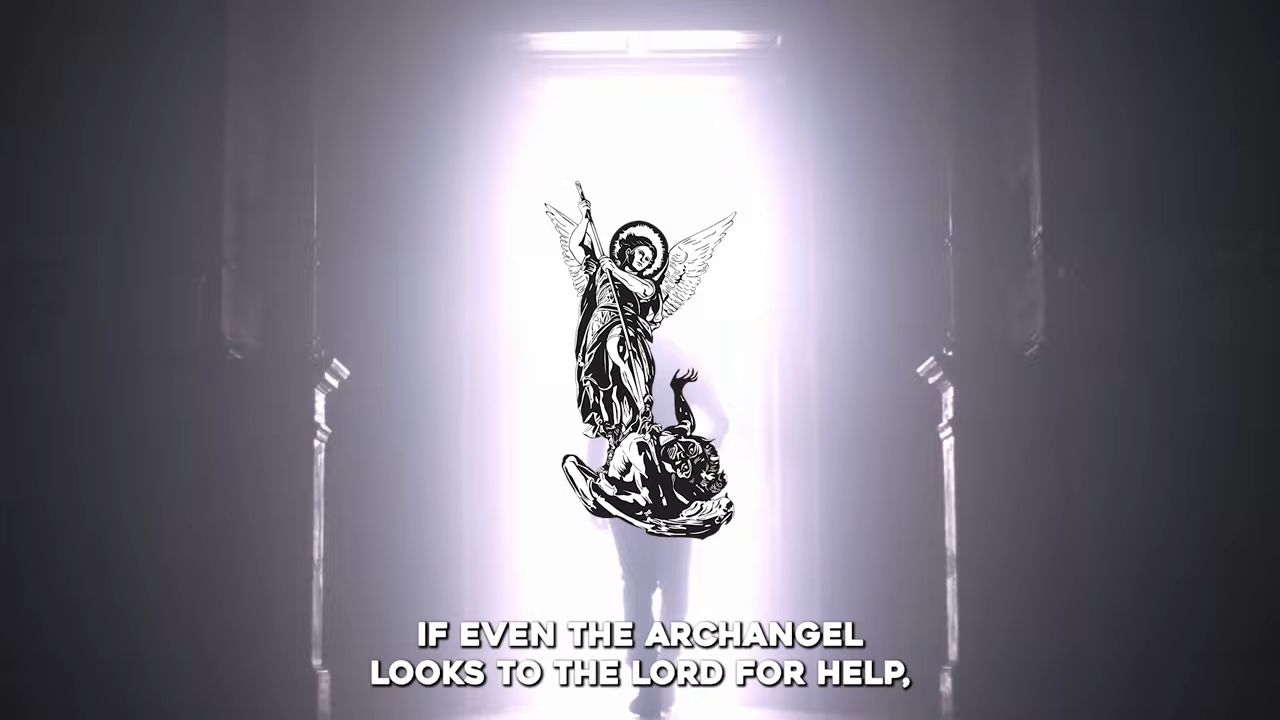 IF EVEN THE ARCHANGEL
LOOKS TO THE LORD FOR HELP,